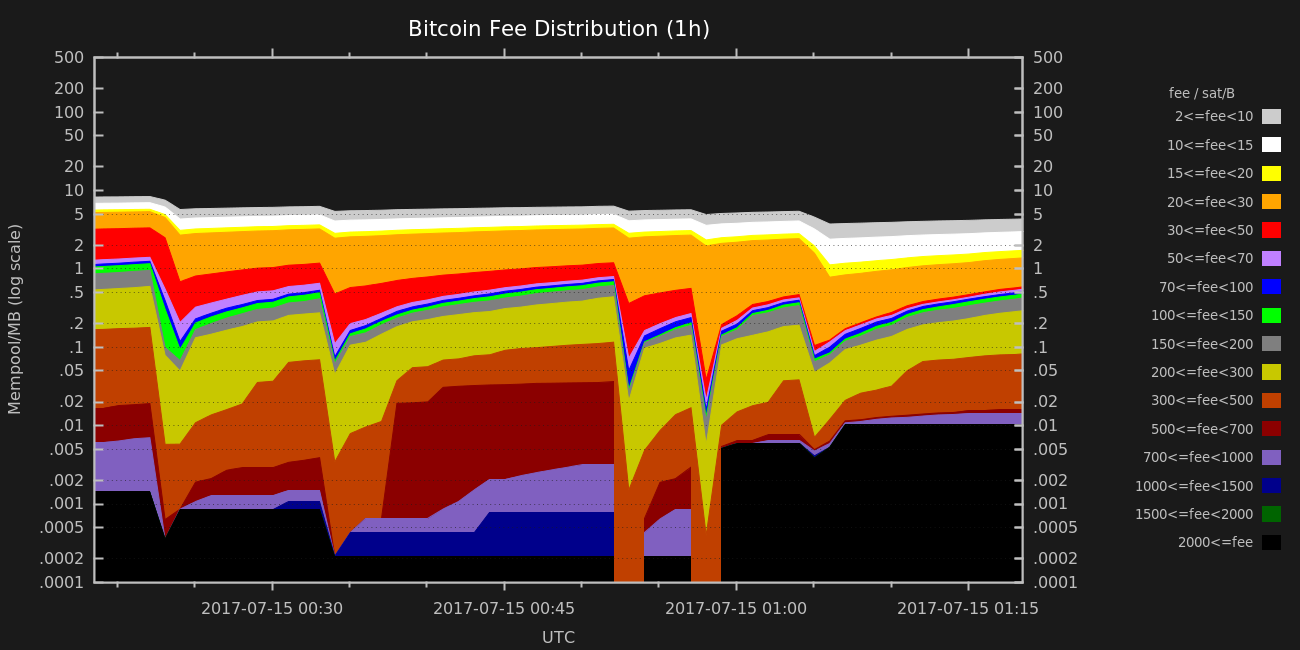 Bitcoin Fee Distribution (1h)
500 500
200 200
100 100
50 50
20 20
10 10
5 5
2 2
1 1
.5 .5
.2 .2
.1 .1
.05 .05
.02 .02
.01 .01
.005 .005
.002 .002
.001 .001
.0005 .0005
.0002 .0002
.0001 .0001
Mempool/MB (log scale)
2017-07-15 00:30 2017-07-15 00:45 2017-07-15 01:00 2017-07-15 01:15
UTC
fee / sat/B
2<=fee<10
10<=fee<15
15<=fee<20
20<=fee<30
30<=fee<50
50<=fee<70
70<=fee<100
100<=fee<150
150<=fee<200
200<=fee<300
300<=fee<500
500<=fee<700
700<=fee<1000
1000<=fee<1500
1500<=fee<2000
2000<=fee